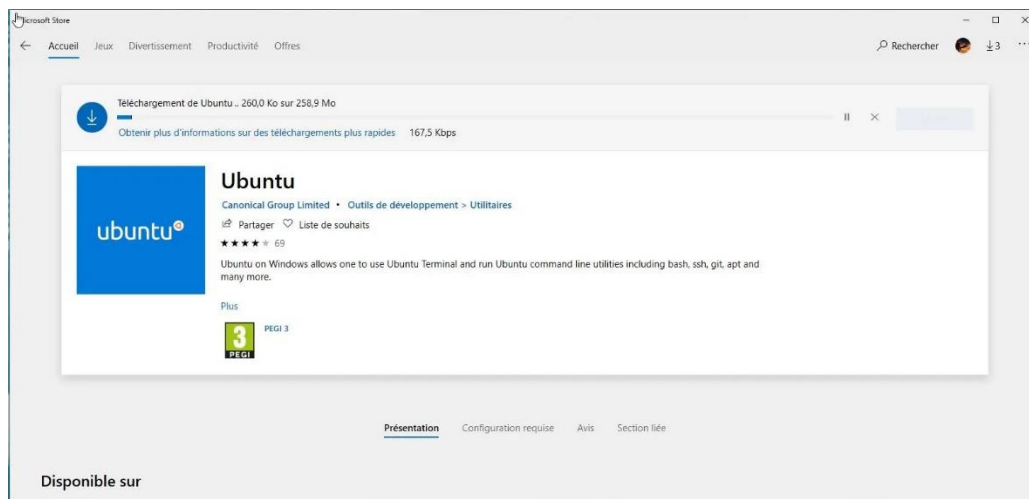 Microsoft Store
Accueil Jeux Divertissement Productivité Offres Rechercher 3
Téléchargement de Ubuntu .. 260,0 Ko sur 258,9 Mo
Obtenir plus d'informations sur des téléchargements plus rapides 167,5 Kbps
ubuntu
Ubuntu
Canonical Group Limited • Outils de développement > Utilitaires
Partager Liste de souhaits
69
Ubuntu on Windows allows one to use Ubuntu Terminal and run Ubuntu command line utilities including bash, ssh, git, apt and
many more.
Plus
3
PEGI
PEGI 3
Présentation Configuration requise Avis Section liée
Disponible sur